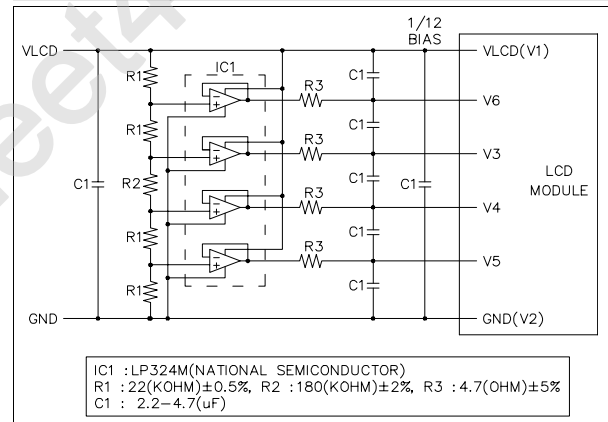 1/12
BIAS
VLCD
VLCD(V1)
IC1
R1
C1
R3
V6
R1
C1
R3
V3
C1
R2
C1
C1
LCD
MODULE
R3
V4
R1
C1
R3
V5
R1
C1
GND
GND(V2)
IC1 :LP324M(NATIONAL SEMICONDUCTOR)
R1 :22(KOHM)±0.5%, R2 :180(KOHM)±2%, R3 :4.7(OHM)±5%
C1 : 2.2-4.7(uF)